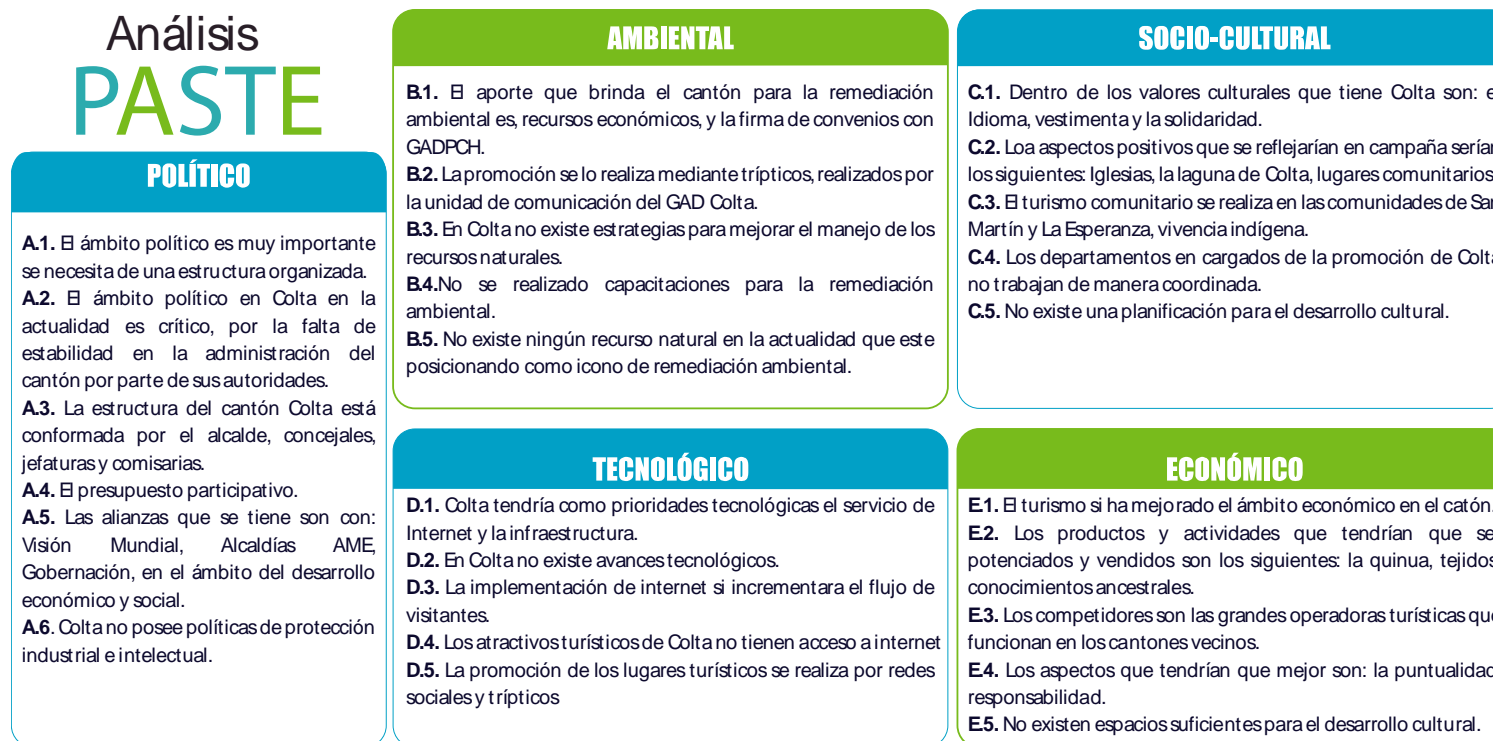 Análisis
PASTE
POLÍTICO
A.1. El ámbito político es muy importante
se necesita de una estructura organizada.
A.2. El ámbito político en Colta en la
actualidad es crítico, por la falta de
estabilidad en la administración del
cantón por parte de sus autoridades.
A.3. La estructura del cantón Colta está
conformada por el alcalde, concejales,
jefaturas y comisarias.
A.4. El presupuesto participativo.
A.5. Las alianzas que se tiene son con:
Visión Mundial, Alcaldías AME,
Gobernación, en el ámbito del desarrollo
económico y social.
A.6. Colta no posee políticas de protección
industrial e intelectual.
AMBIENTAL
B.1. El aporte que brinda el cantón para la remediación
ambiental es, recursos económicos, y la firma de convenios con
GADPCH.
B.2. La promoción se lo realiza mediante trípticos, realizados por
la unidad de comunicación del GAD Colta.
B.3. En Colta no existe estrategias para mejorar el manejo de los
recursos naturales.
B.4.No se realizado capacitaciones para la remediación
ambiental.
B.5. No existe ningún recurso natural en la actualidad que este
posicionando como icono de remediación ambiental.
SOCIO-CULTURAL
C.1. Dentro de los valores culturales que tiene Colta son: e
Idioma, vestimenta y la solidaridad.
C.2. Loa aspectos positivos que se reflejarían en campaña serían
los siguientes: Iglesias, la laguna de Colta, lugares comunitarios
C.3. El turismo comunitario se realiza en las comunidades de San
Martín y La Esperanza, vivencia indígena.
C.4. Los departamentos en cargados de la promoción de Colta
no trabajan de manera coordinada.
C.5. No existe una planificación para el desarrollo cultural.
TECNOLÓGICO
D.1. Colta tendría como prioridades tecnológicas el servicio de
Internet y la infraestructura.
D.2. En Colta no existe avances tecnológicos.
D.3. La implementación de internet si incrementara el flujo de
visitantes.
D.4. Los atractivos turísticos de Colta no tienen acceso a internet
D.5. La promoción de los lugares turísticos se realiza por redes
sociales y trípticos
ECONÓMICO
E.1. El turismo si ha mejorado el ámbito económico en el catón.
E.2. Los productos y actividades que tendrían que se
potenciados y vendidos son los siguientes: la quinua, tejidos
conocimientos ancestrales.
E.3. Los competidores son las grandes operadoras turísticas que
funcionan en los cantones vecinos.
E.4. Los aspectos que tendrían que mejor son: la puntualidad
responsabilidad.
E.5. No existen espacios suficientes para el desarrollo cultural.